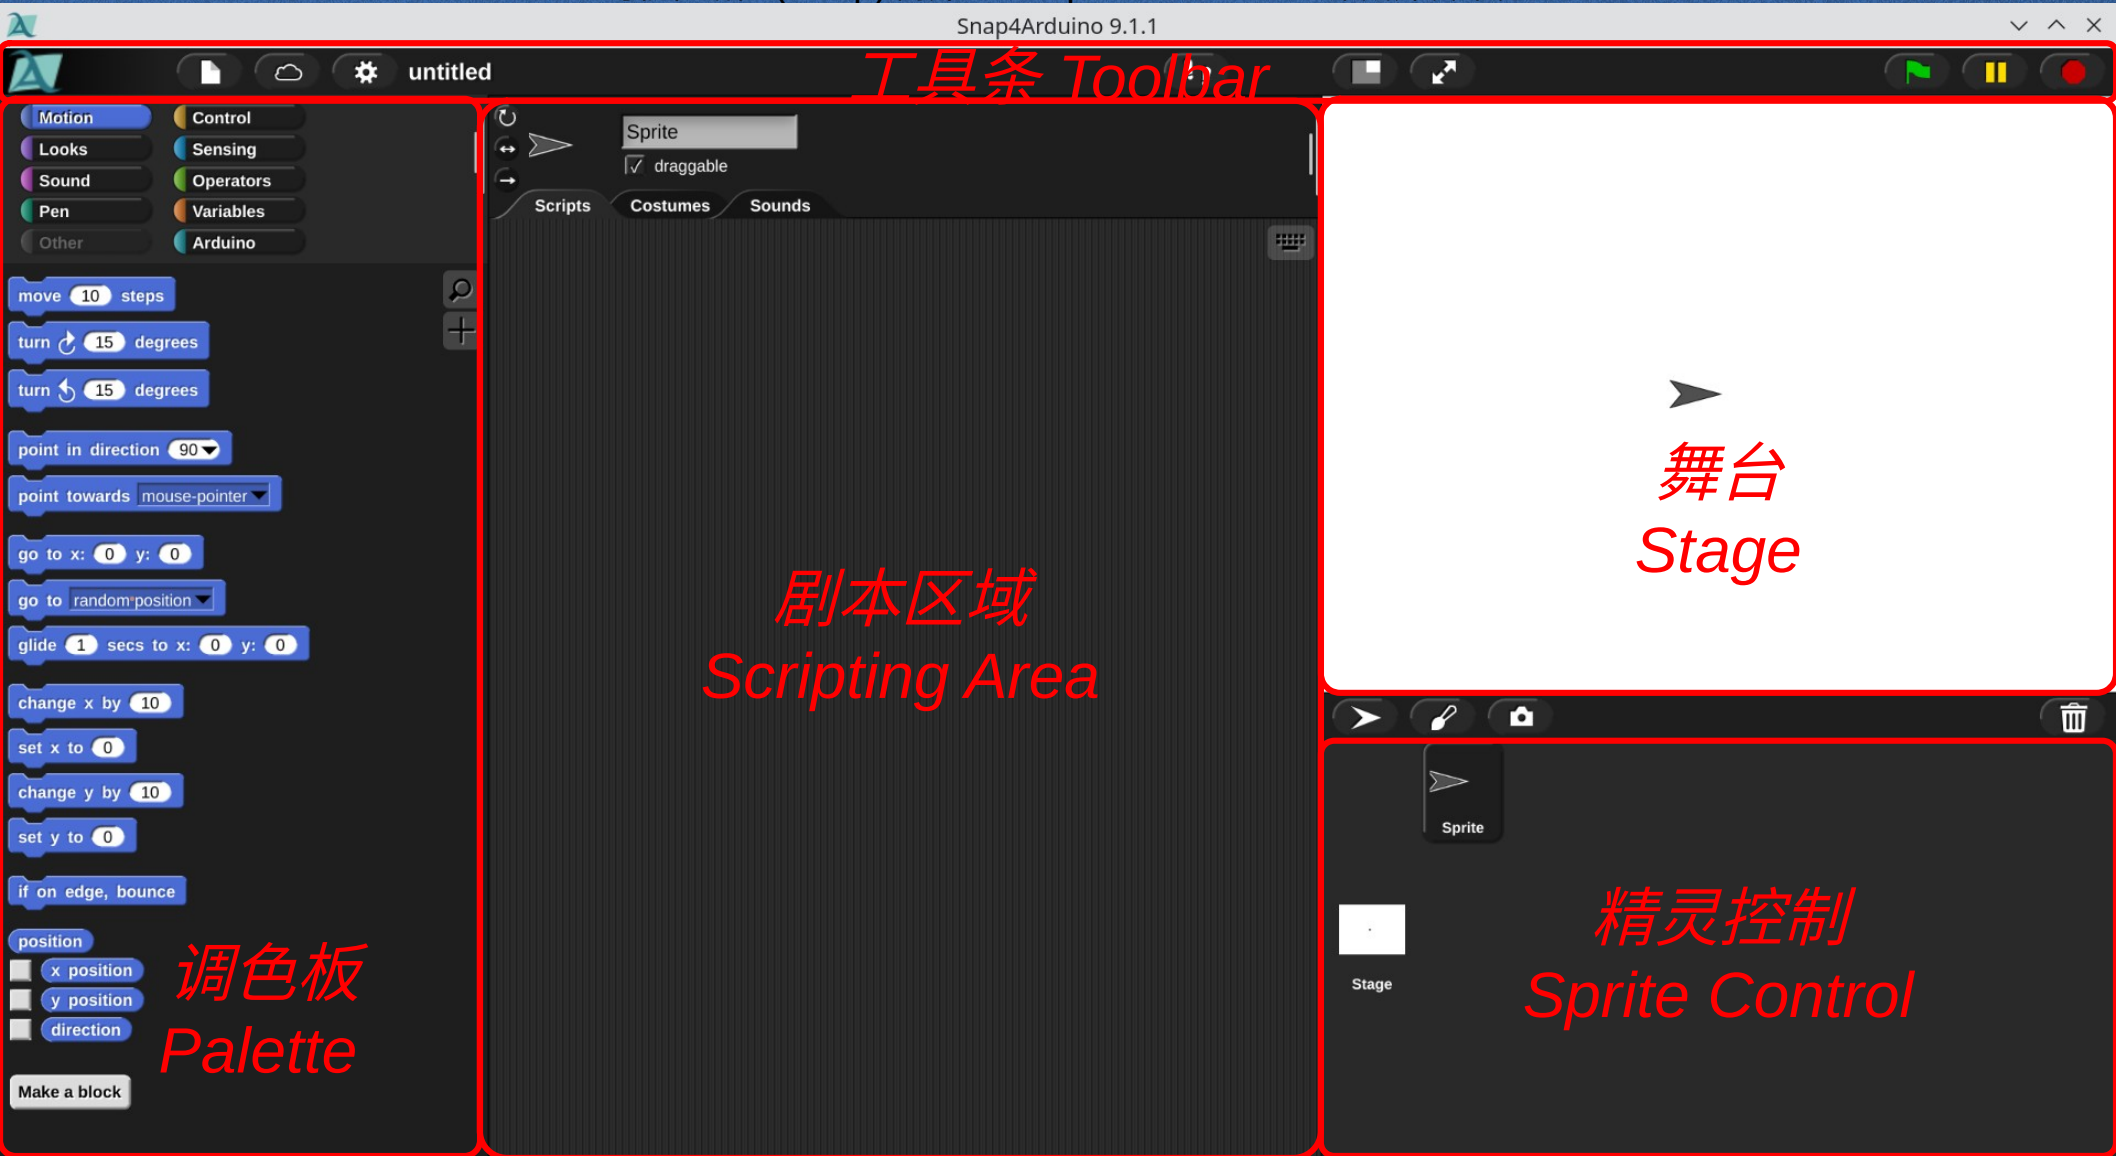 Snap4Arduino 9.1.1
untitled
工具条 Toolbar
Motion
Control
Looks
Sensing
Sound
Operators
Pen
Variables
Other
Arduino
move 10 steps
turn 15 degrees
turn 15 degrees
point in direction 90
point towards mouse-pointer
go to x: 0 y: 0
go to random position
glide 1 secs to x: 0 y: 0
change x by 10
set x to 0
change y by 10
set y to 0
if on edge, bounce
position
x position
y position
direction
Make a block
调色板
Palette
Sprite
draggable
Scripts
Costumes
Sounds
剧本区域
Scripting Area
舞台
Stage
Sprite
Stage
精灵控制
Sprite Control